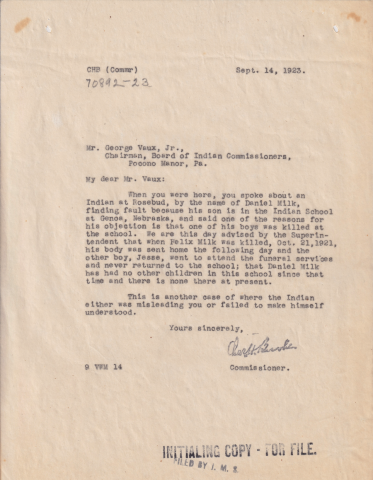 CHB (Commr)
Sept. 14, 1923.
70892-23
Mr. George Vaux, Jr.,
Chairman, Board of Indian Commissioners,
Pocono Manor, Pa.
My dear Mr. Vaux:
When you were here, you spoke about an
Indian at Rosebud, by the name of Daniel Milk,
finding fault because his son is in the Indian School
at Genoa, Nebraska, and said one of the reasons for
his objection is that one of his boys was killed at
the school. We are this day advised by the Superin-
tendent that when Felix Milk was killed, Oct. 21,1921,
his body was sent home the following day and the
other boy, Jesse, went to attend the funeral services
and never returned to the school; that Daniel Milk
has had no other children in this school since that
time and there is none there at present.
This is another case of where the Indian
either was misleading you or failed to make himself
understood.
Yours sincerely,
9 14
Commissioner.
INITIALING COPY - FOR FILE.
FILED BY